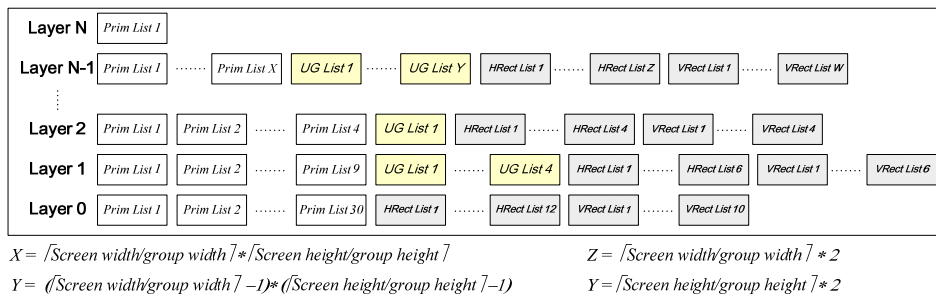 Layer N Prim List 1
Layer N-1 Prim List 1 ...... Prim List X UG List 1 ...... UG List Y HRect List 1 ...... HRect List Z VRect List 1 ...... VRect List W
Layer 2 Prim List 1 Prim List 2 ...... Prim List 4 UG List 1 HRect List 1 ...... HRect List 4 VRect List 1 ...... VRect List 4
Layer 1 Prim List 1 Prim List 2 ...... Prim List 9 UG List 1 ...... UG List 4 HRect List 1 ...... HRect List 6 VRect List 1 ...... VRect List 6
Layer 0 Prim List 1 Prim List 2 ...... Prim List 30 HRect List 1 ...... HRect List 12 VRect List 1 ...... VRect List 10
X = ⌈Screen width/group width⌉*⌈Screen height/group height⌉ Z = ⌈Screen width/group width⌉ * 2
Y = (⌈Screen width/group width⌉ -1)*(⌈Screen height/group height⌉-1) Y = ⌈Screen height/group height⌉ * 2